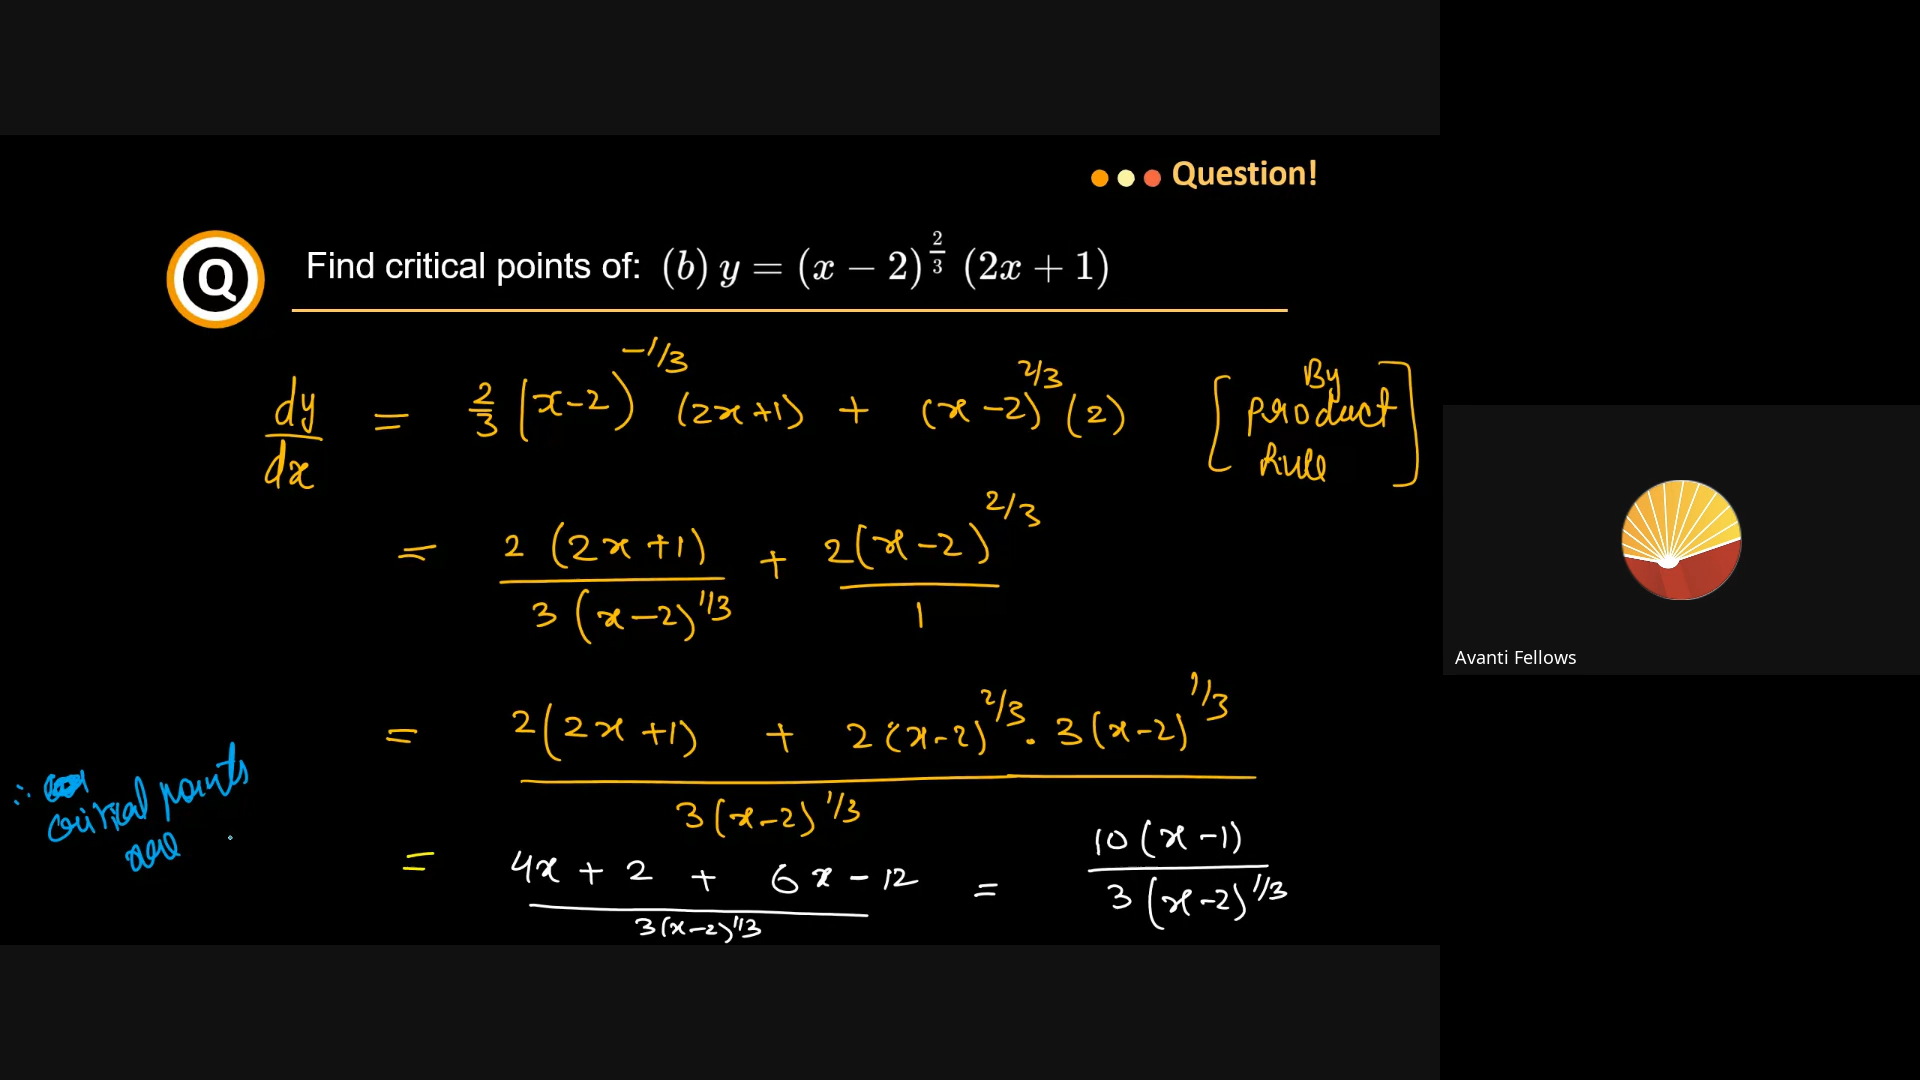 Question!
Q Find critical points of: (b) y = (x − 2)^{2/3} (2x + 1)
dy/dx = 2/3 (x-2)^{-1/3} (2x+1) + (x-2)^{2/3} (2) [By product Rule]
= 2(2x+1) / 3(x-2)^{1/3} + 2(x-2)^{2/3} / 1
= 2(2x+1) + 2(x-2)^{2/3} . 3(x-2)^{1/3} / 3(x-2)^{1/3}
= 4x + 2 + 6x - 12 / 3(x-2)^{1/3} = 10(x-1) / 3(x-2)^{1/3}
∴ critical points
are
Avanti Fellows